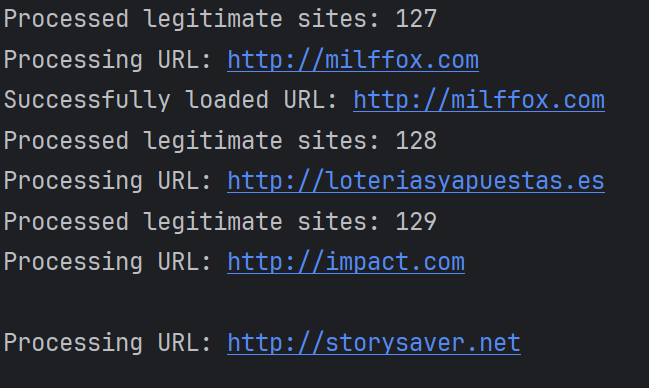 Processed legitimate sites: 127
Processing URL: http://milffox.com
Successfully loaded URL: http://milffox.com
Processed legitimate sites: 128
Processing URL: http://loteriasyapuestas.es
Processed legitimate sites: 129
Processing URL: http://impact.com
Processing URL: http://storysaver.net